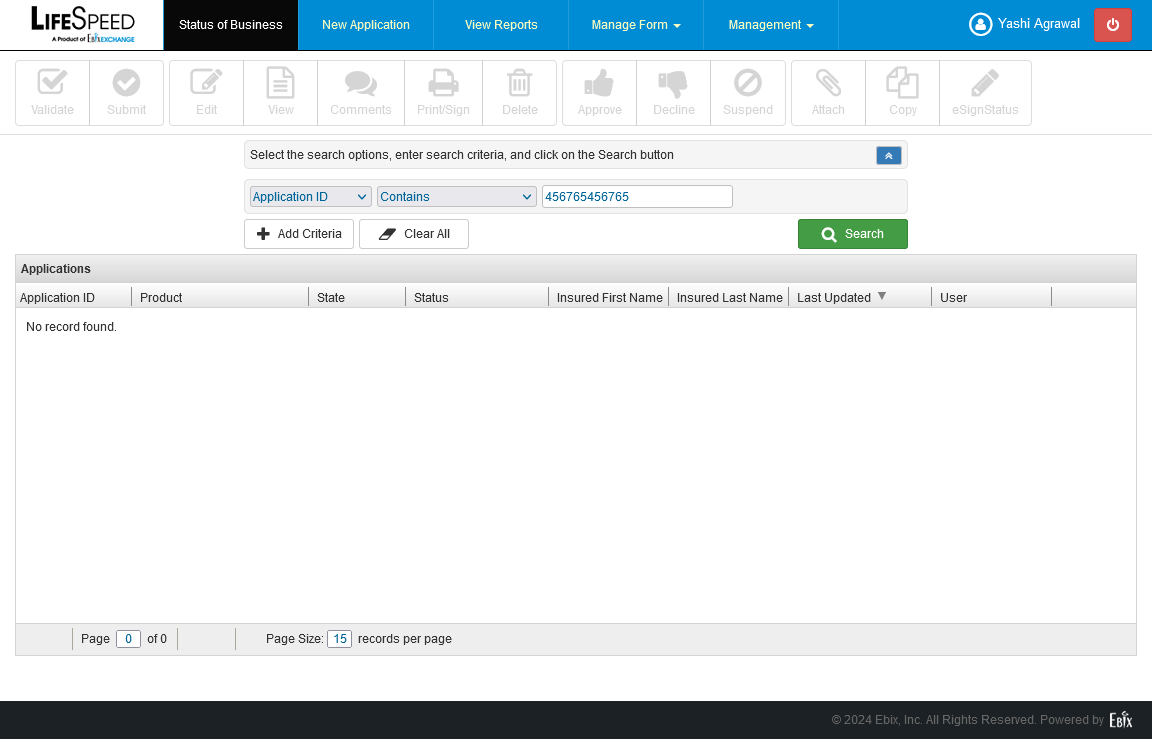 LIFESPEED
A Product of EbixEXCHANGE
Status of Business New Application View Reports Manage Form Management Yashi Agrawal
Validate Submit Edit View Comments Print/Sign Delete Approve Decline Suspend Attach Copy eSignStatus
Select the search options, enter search criteria, and click on the Search button
Application ID Contains 456765456765
Add Criteria Clear All Search
Applications
Application ID Product State Status Insured First Name Insured Last Name Last Updated User
No record found.
Page 0 of 0 Page Size: 15 records per page
© 2024 Ebix, Inc. All Rights Reserved. Powered by Ebix